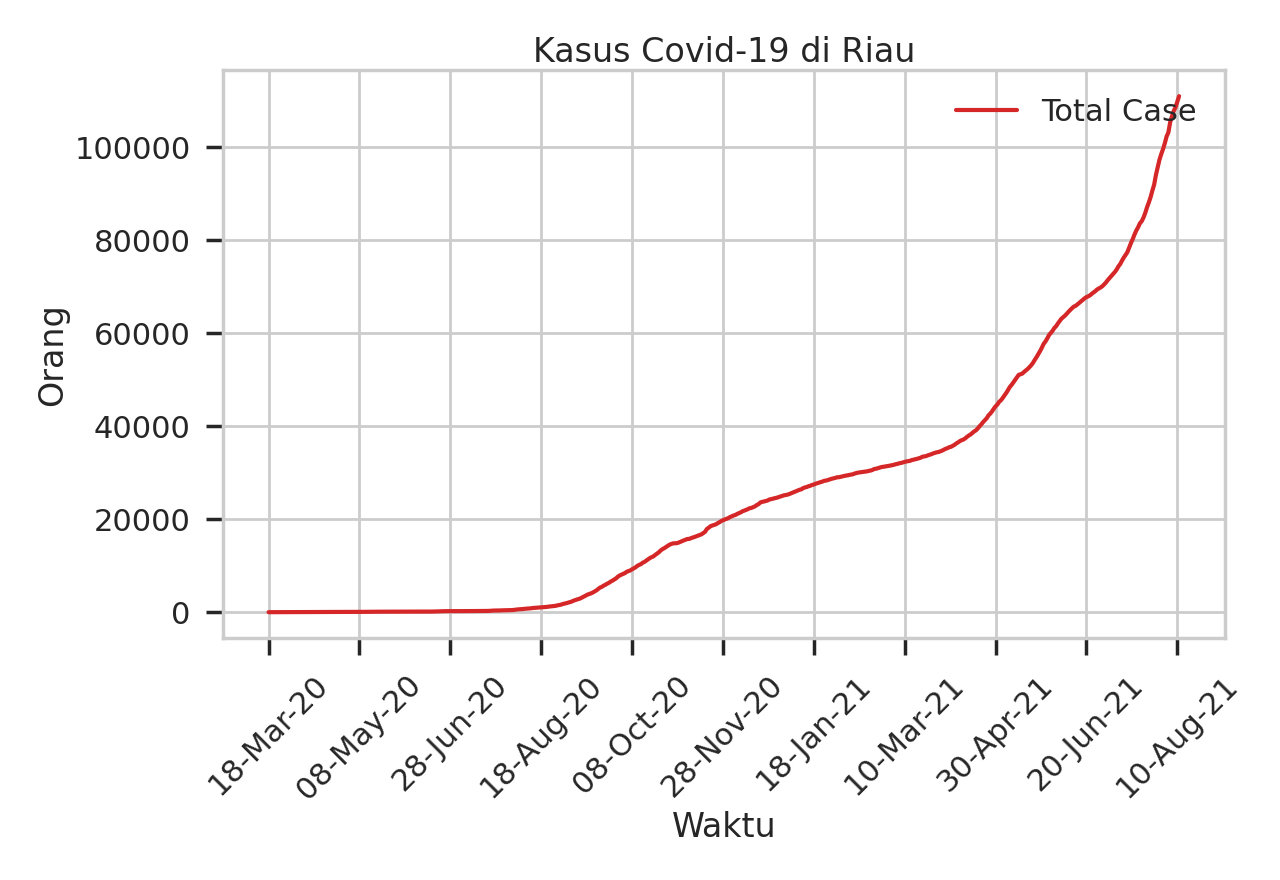 Kasus Covid-19 di Riau
Total Case
Orang
100000
80000
60000
40000
20000
0
18-Mar-20
08-May-20
28-Jun-20
18-Aug-20
08-Oct-20
28-Nov-20
18-Jan-21
10-Mar-21
30-Apr-21
20-Jun-21
10-Aug-21
Waktu